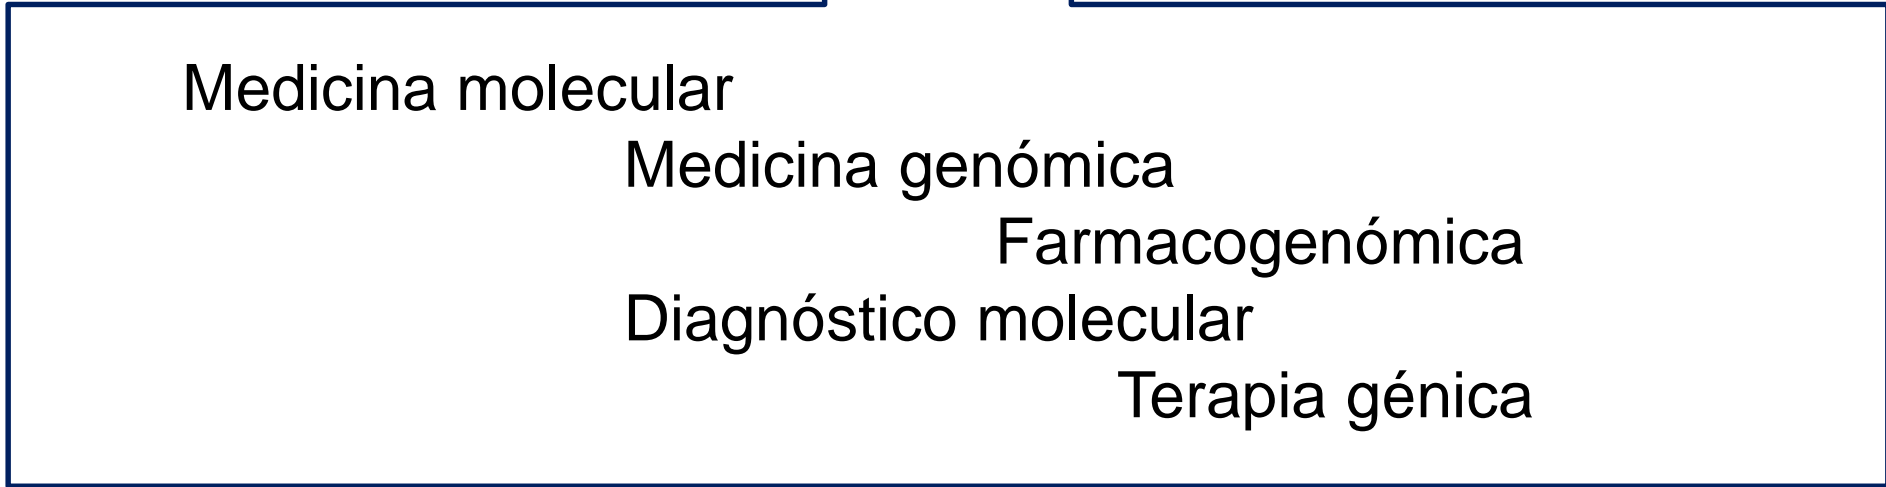 Medicina molecular
Medicina genómica
Farmacogenómica
Diagnóstico molecular
Terapia génica